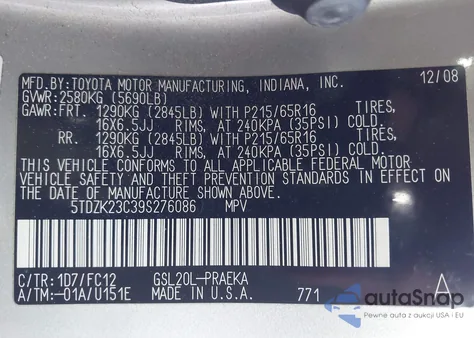 MFD.BY:TOYOTA MOTOR MANUFACTURING, INDIANA, INC. 12/08
GVWR:2580KG (5690LB)
GAWR:FRT. 1290KG (2845LB) WITH P215/65R16 TIRES,
16X6.5JJ RIMS, AT 240KPA (35PSI) COLD.
RR. 1290KG (2845LB) WITH P215/65R16 TIRES,
16X6.5JJ RIMS, AT 240KPA (35PSI) COLD.
THIS VEHICLE CONFORMS TO ALL APPLICABLE FEDERAL MOTOR
VEHICLE SAFETY AND THEFT PREVENTION STANDARDS IN EFFECT ON
THE DATE OF MANUFACTURE SHOWN ABOVE.
5TDZK23C39S276086 MPV
C/TR:1D7/FC12 GSL20L-PRAEKA
A/TM:-01A/U151E MADE IN U.S.A. 771 A
autoSnap
Pewne auta z USA i EU